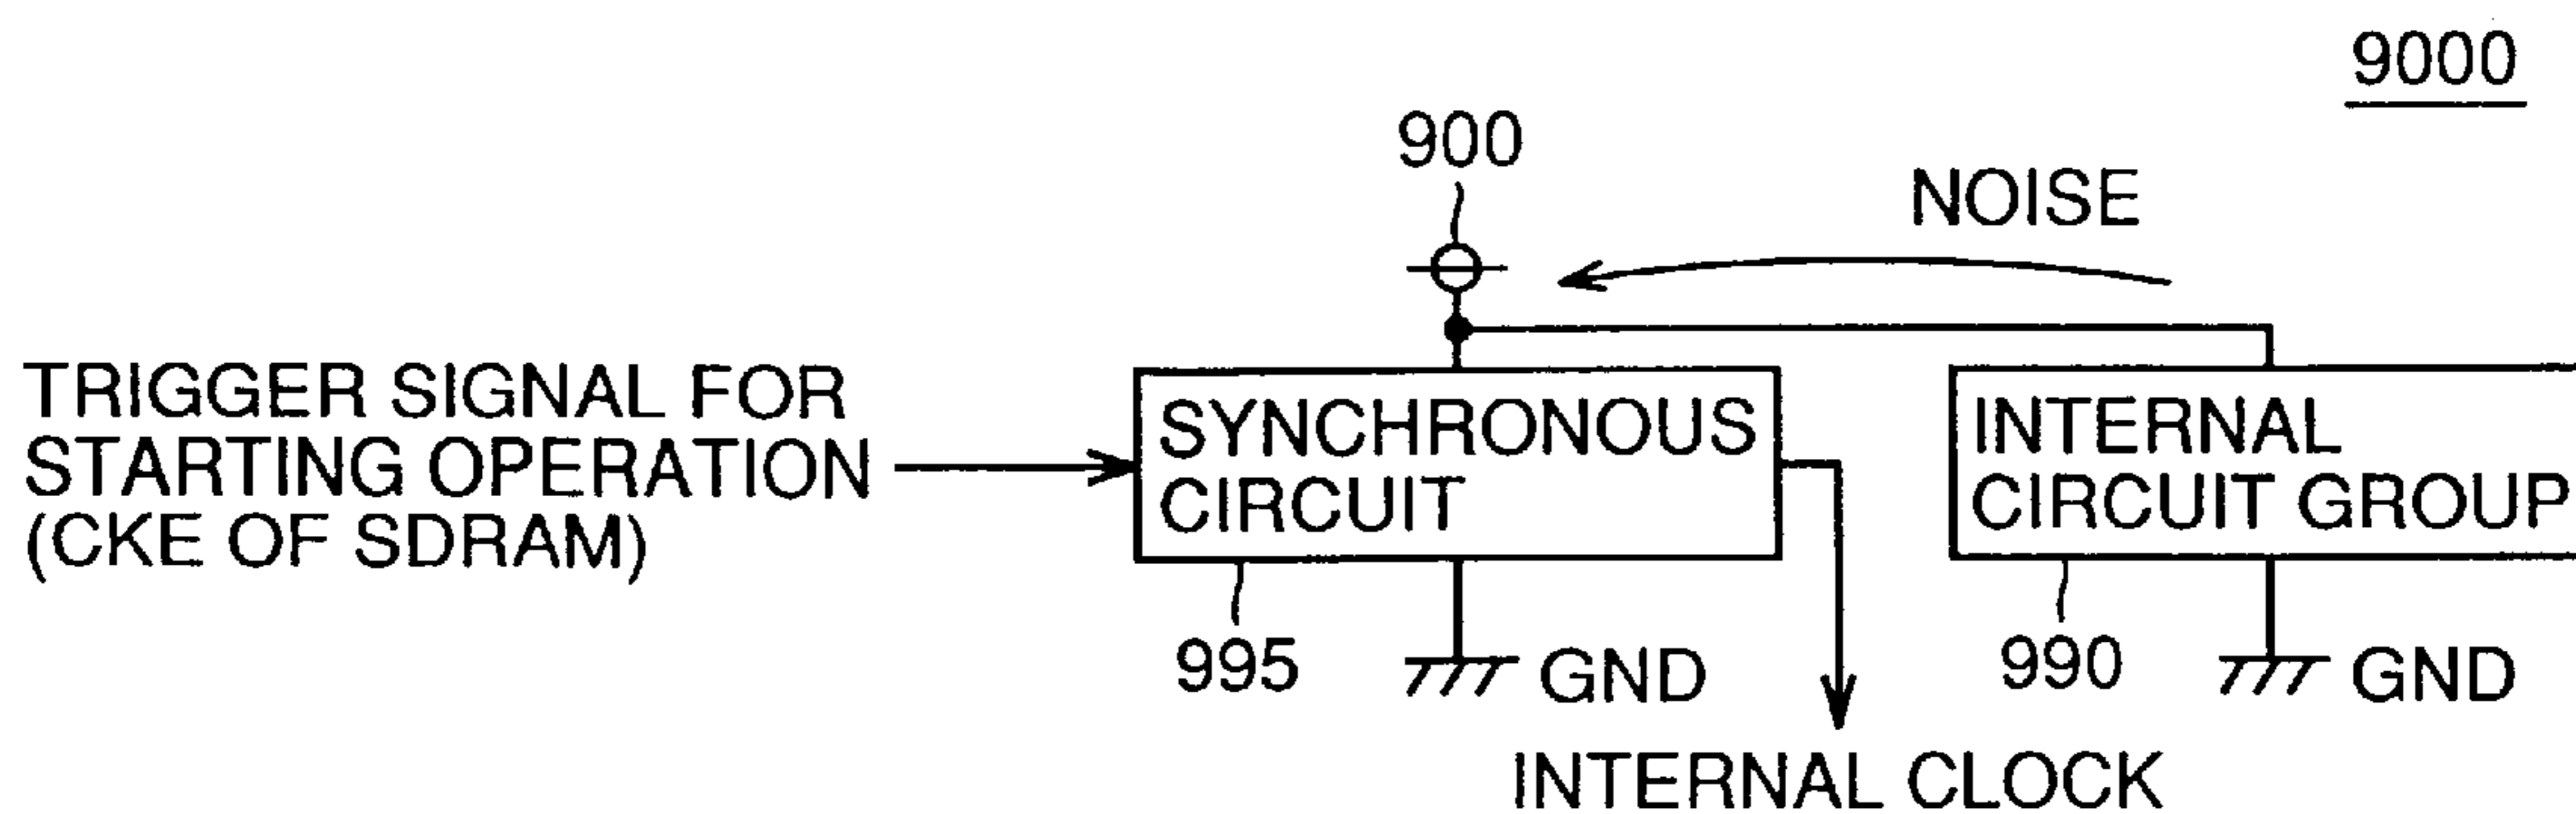 9000
900
NOISE
TRIGGER SIGNAL FOR
STARTING OPERATION
(CKE OF SDRAM)
SYNCHRONOUS
CIRCUIT
INTERNAL
CIRCUIT GROUP
995
GND
990
GND
INTERNAL CLOCK